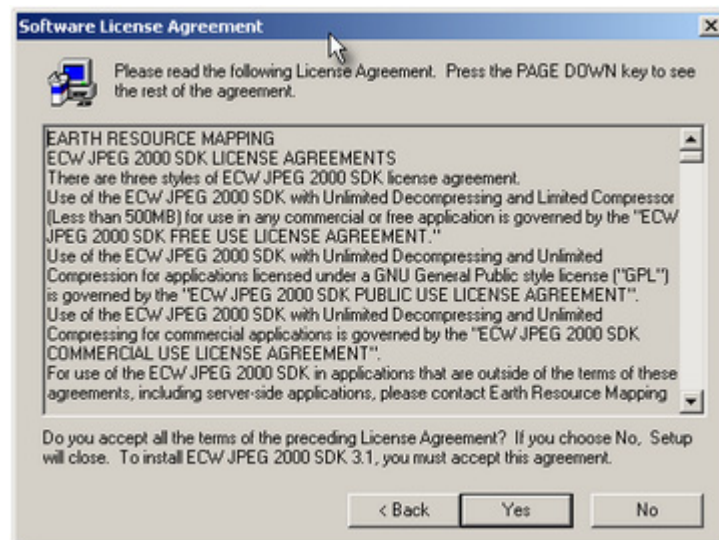 Software License Agreement
Please read the following License Agreement. Press the PAGE DOWN key to see
the rest of the agreement.
EARTH RESOURCE MAPPING
ECW JPEG 2000 SDK LICENSE AGREEMENTS
There are three styles of ECW JPEG 2000 SDK license agreement.
Use of the ECW JPEG 2000 SDK with Unlimited Decompressing and Limited Compressor
(Less than 500MB) for use in any commercial or free application is governed by the "ECW
JPEG 2000 SDK FREE USE LICENSE AGREEMENT."
Use of the ECW JPEG 2000 SDK with Unlimited Decompressing and Unlimited
Compression for applications licensed under a GNU General Public style license ("GPL")
is governed by the "ECW JPEG 2000 SDK PUBLIC USE LICENSE AGREEMENT".
Use of the ECW JPEG 2000 SDK with Unlimited Decompressing and Unlimited
Compressing for commercial applications is governed by the "ECW JPEG 2000 SDK
COMMERCIAL USE LICENSE AGREEMENT".
For use of the ECW JPEG 2000 SDK in applications that are outside of the terms of these
agreements, including server-side applications, please contact Earth Resource Mapping
Do you accept all the terms of the preceding License Agreement? If you choose No, Setup
will close. To install ECW JPEG 2000 SDK 3.1, you must accept this agreement.
< Back Yes No